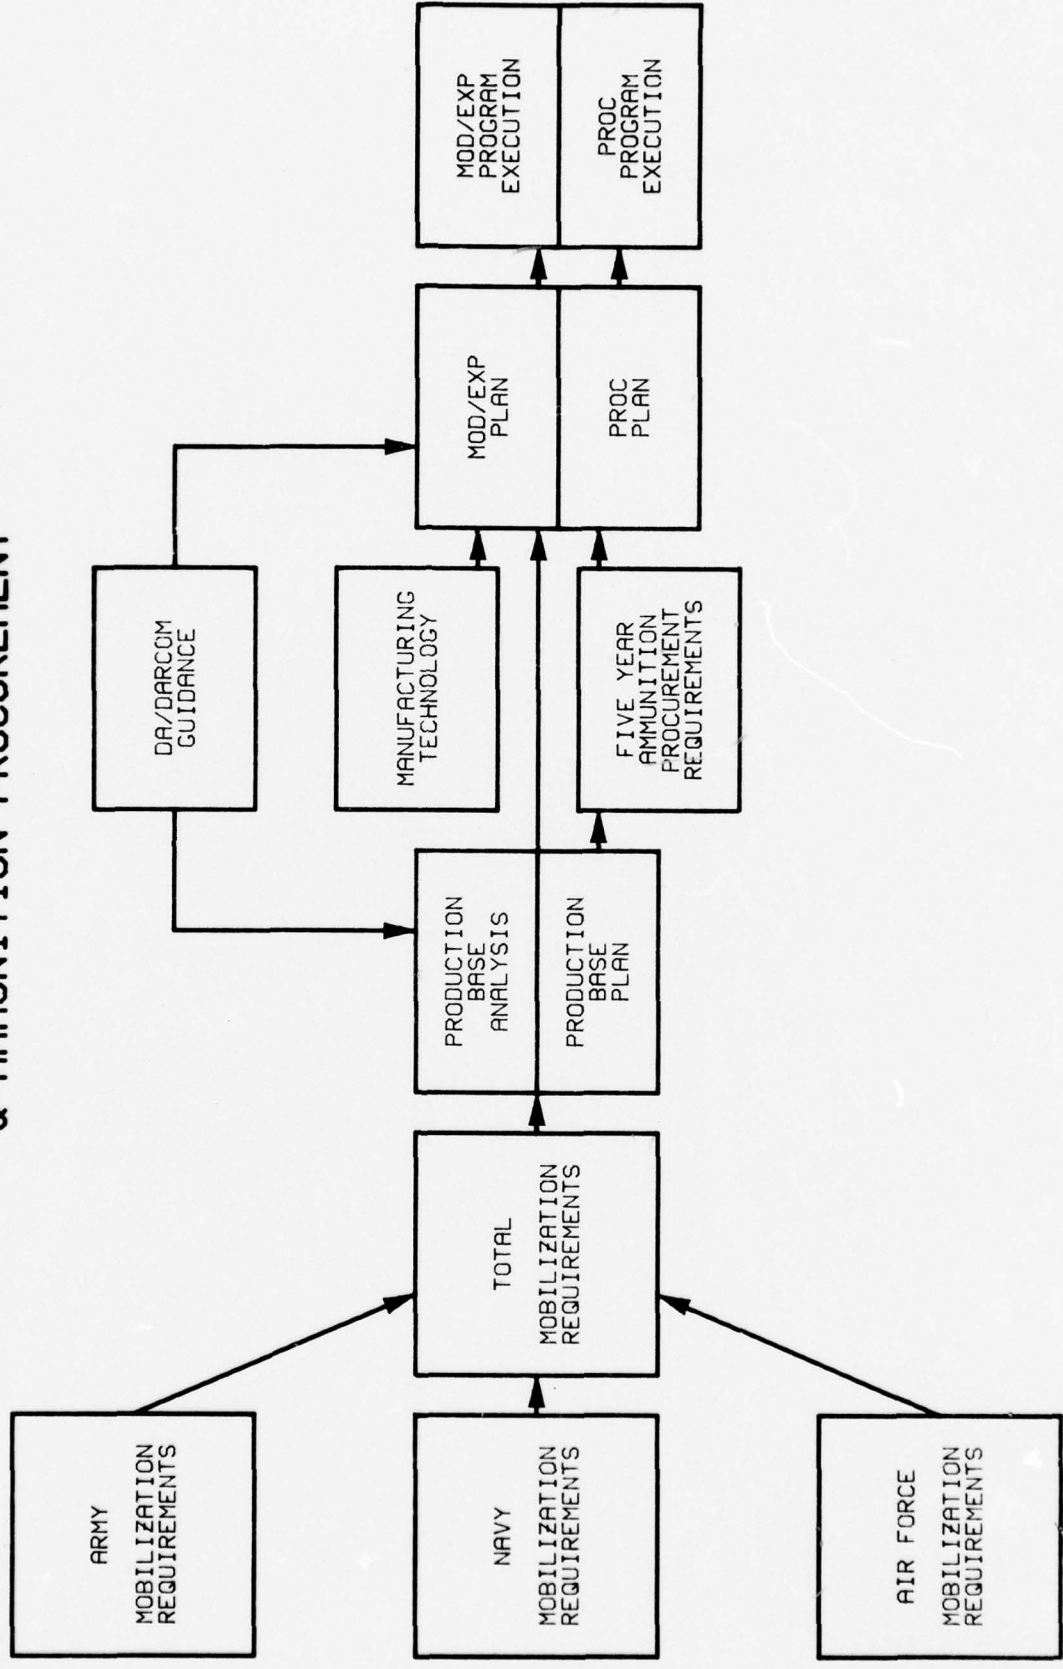 & AMMUNITION PROCUREMENT
ARMY
MOBILIZATION
REQUIREMENTS
NAVY
MOBILIZATION
REQUIREMENTS
AIR FORCE
MOBILIZATION
REQUIREMENTS
TOTAL
MOBILIZATION
REQUIREMENTS
PRODUCTION
BASE
ANALYSIS
PRODUCTION
BASE
PLAN
DA/DARCOM
GUIDANCE
MANUFACTURING
TECHNOLOGY
FIVE YEAR
AMMUNITION
PROCUREMENT
REQUIREMENTS
MOD/EXP
PLAN
PROC
PLAN
MOD/EXP
PROGRAM
EXECUTION
PROC
PROGRAM
EXECUTION